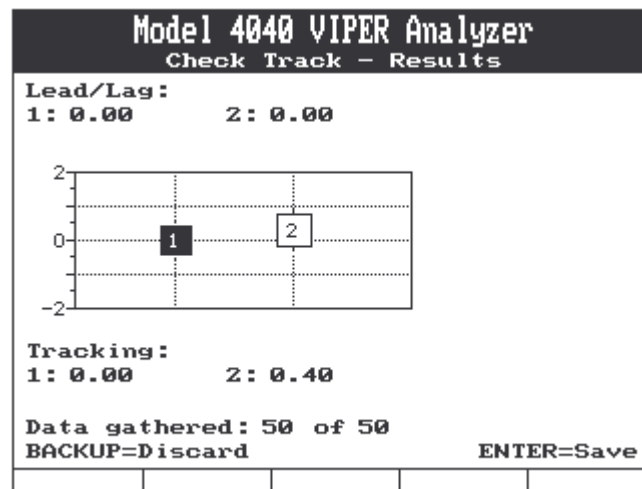 Model 4040 VIPER Analyzer
Check Track - Results
Lead/Lag:
1: 0.00 2: 0.00
2
0
-2
1
2
Tracking:
1: 0.00 2: 0.40
Data gathered: 50 of 50
BACKUP=Discard ENTER=Save